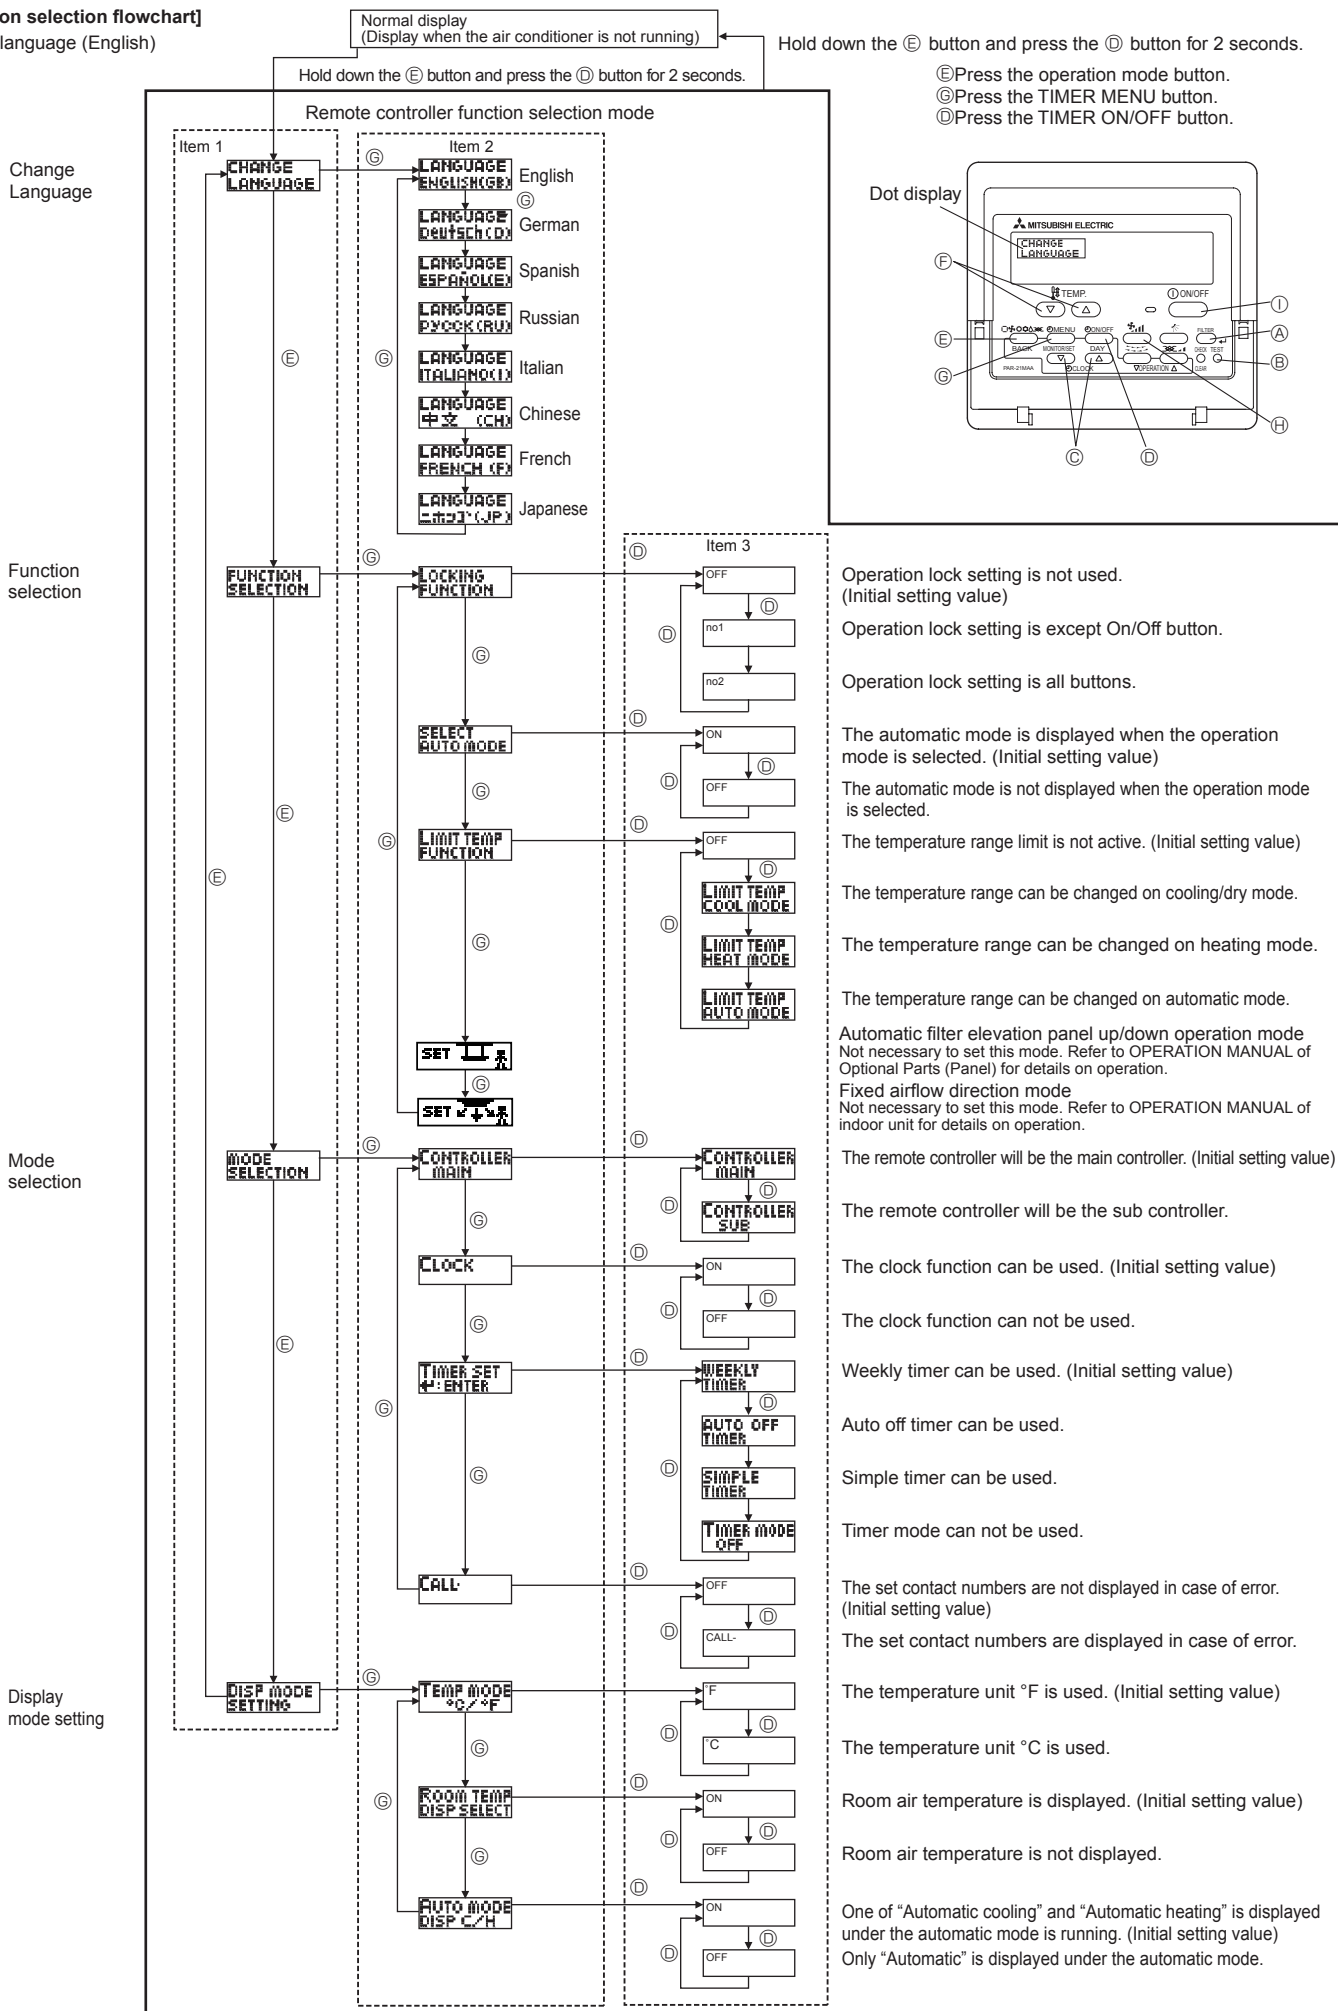 on selection flowchart]
language (English)
Normal display
(Display when the air conditioner is not running)
Hold down the Ⓔ button and press the Ⓓ button for 2 seconds.
Hold down the Ⓔ button and press the Ⓓ button for 2 seconds.
ⒺPress the operation mode button.
ⒼPress the TIMER MENU button.
ⒹPress the TIMER ON/OFF button.
Remote controller function selection mode
Item 1
Item 2
Change
Language
CHANGE
LANGUAGE
Ⓖ
LANGUAGE
ENGLISH(GB)
English
Ⓖ
LANGUAGE
Deutsch(D)
German
LANGUAGE
ESPAÑOL(E)
Spanish
LANGUAGE
РУССК(RU)
Russian
Ⓔ
Ⓖ
LANGUAGE
ITALIANO(I)
Italian
LANGUAGE
中文 (CH)
Chinese
LANGUAGE
FRENCH (F)
French
LANGUAGE
ニホンゴ(JP)
Japanese
Dot display
MITSUBISHI ELECTRIC
CHANGE
LANGUAGE
Ⓕ
TEMP.
ON/OFF
Ⓘ
MENU
ON/OFF
FILTER
Ⓐ
Ⓔ
BACK
MONITOR/SET
DAY
CHECK TEST
Ⓑ
Ⓖ
PAR-21MAA
CLOCK
▽OPERATION △
CLEAR
Ⓗ
Ⓒ
Ⓓ
Item 3
Function
selection
FUNCTION
SELECTION
Ⓖ
LOCKING
FUNCTION
Ⓓ
OFF
Operation lock setting is not used.
(Initial setting value)
Ⓓ
Ⓓ
no1
Operation lock setting is except On/Off button.
Ⓖ
no2
Operation lock setting is all buttons.
SELECT
AUTO MODE
Ⓓ
ON
The automatic mode is displayed when the operation
mode is selected. (Initial setting value)
Ⓓ
Ⓓ
Ⓖ
OFF
The automatic mode is not displayed when the operation mode
is selected.
Ⓔ
Ⓖ
LIMIT TEMP
FUNCTION
Ⓓ
OFF
The temperature range limit is not active. (Initial setting value)
Ⓔ
Ⓓ
LIMIT TEMP
COOL MODE
The temperature range can be changed on cooling/dry mode.
Ⓓ
Ⓖ
LIMIT TEMP
HEAT MODE
The temperature range can be changed on heating mode.
LIMIT TEMP
AUTO MODE
The temperature range can be changed on automatic mode.
SET
Automatic filter elevation panel up/down operation mode
Not necessary to set this mode. Refer to OPERATION MANUAL of
Optional Parts (Panel) for details on operation.
Ⓖ
SET
Fixed airflow direction mode
Not necessary to set this mode. Refer to OPERATION MANUAL of
indoor unit for details on operation.
Mode
selection
MODE
SELECTION
Ⓖ
CONTROLLER
MAIN
Ⓓ
CONTROLLER
MAIN
The remote controller will be the main controller. (Initial setting value)
Ⓓ
Ⓓ
Ⓖ
CONTROLLER
SUB
The remote controller will be the sub controller.
CLOCK
Ⓓ
ON
The clock function can be used. (Initial setting value)
Ⓓ
Ⓓ
Ⓖ
OFF
The clock function can not be used.
Ⓔ
TIMER SET
↵:ENTER
Ⓓ
WEEKLY
TIMER
Weekly timer can be used. (Initial setting value)
Ⓓ
Ⓖ
AUTO OFF
TIMER
Auto off timer can be used.
Ⓓ
Ⓖ
SIMPLE
TIMER
Simple timer can be used.
TIMER MODE
OFF
Timer mode can not be used.
CALL-
Ⓓ
OFF
The set contact numbers are not displayed in case of error.
(Initial setting value)
Ⓓ
Ⓓ
CALL-
The set contact numbers are displayed in case of error.
Display
mode setting
DISP MODE
SETTING
Ⓖ
TEMP MODE
°C/°F
°F
The temperature unit °F is used. (Initial setting value)
Ⓓ
Ⓓ
Ⓖ
°C
The temperature unit °C is used.
Ⓖ
ROOM TEMP
DISP SELECT
Ⓓ
ON
Room air temperature is displayed. (Initial setting value)
Ⓓ
Ⓓ
Ⓖ
OFF
Room air temperature is not displayed.
AUTO MODE
DISP C/H
Ⓓ
ON
One of “Automatic cooling” and “Automatic heating” is displayed
under the automatic mode is running. (Initial setting value)
Ⓓ
Ⓓ
OFF
Only “Automatic” is displayed under the automatic mode.